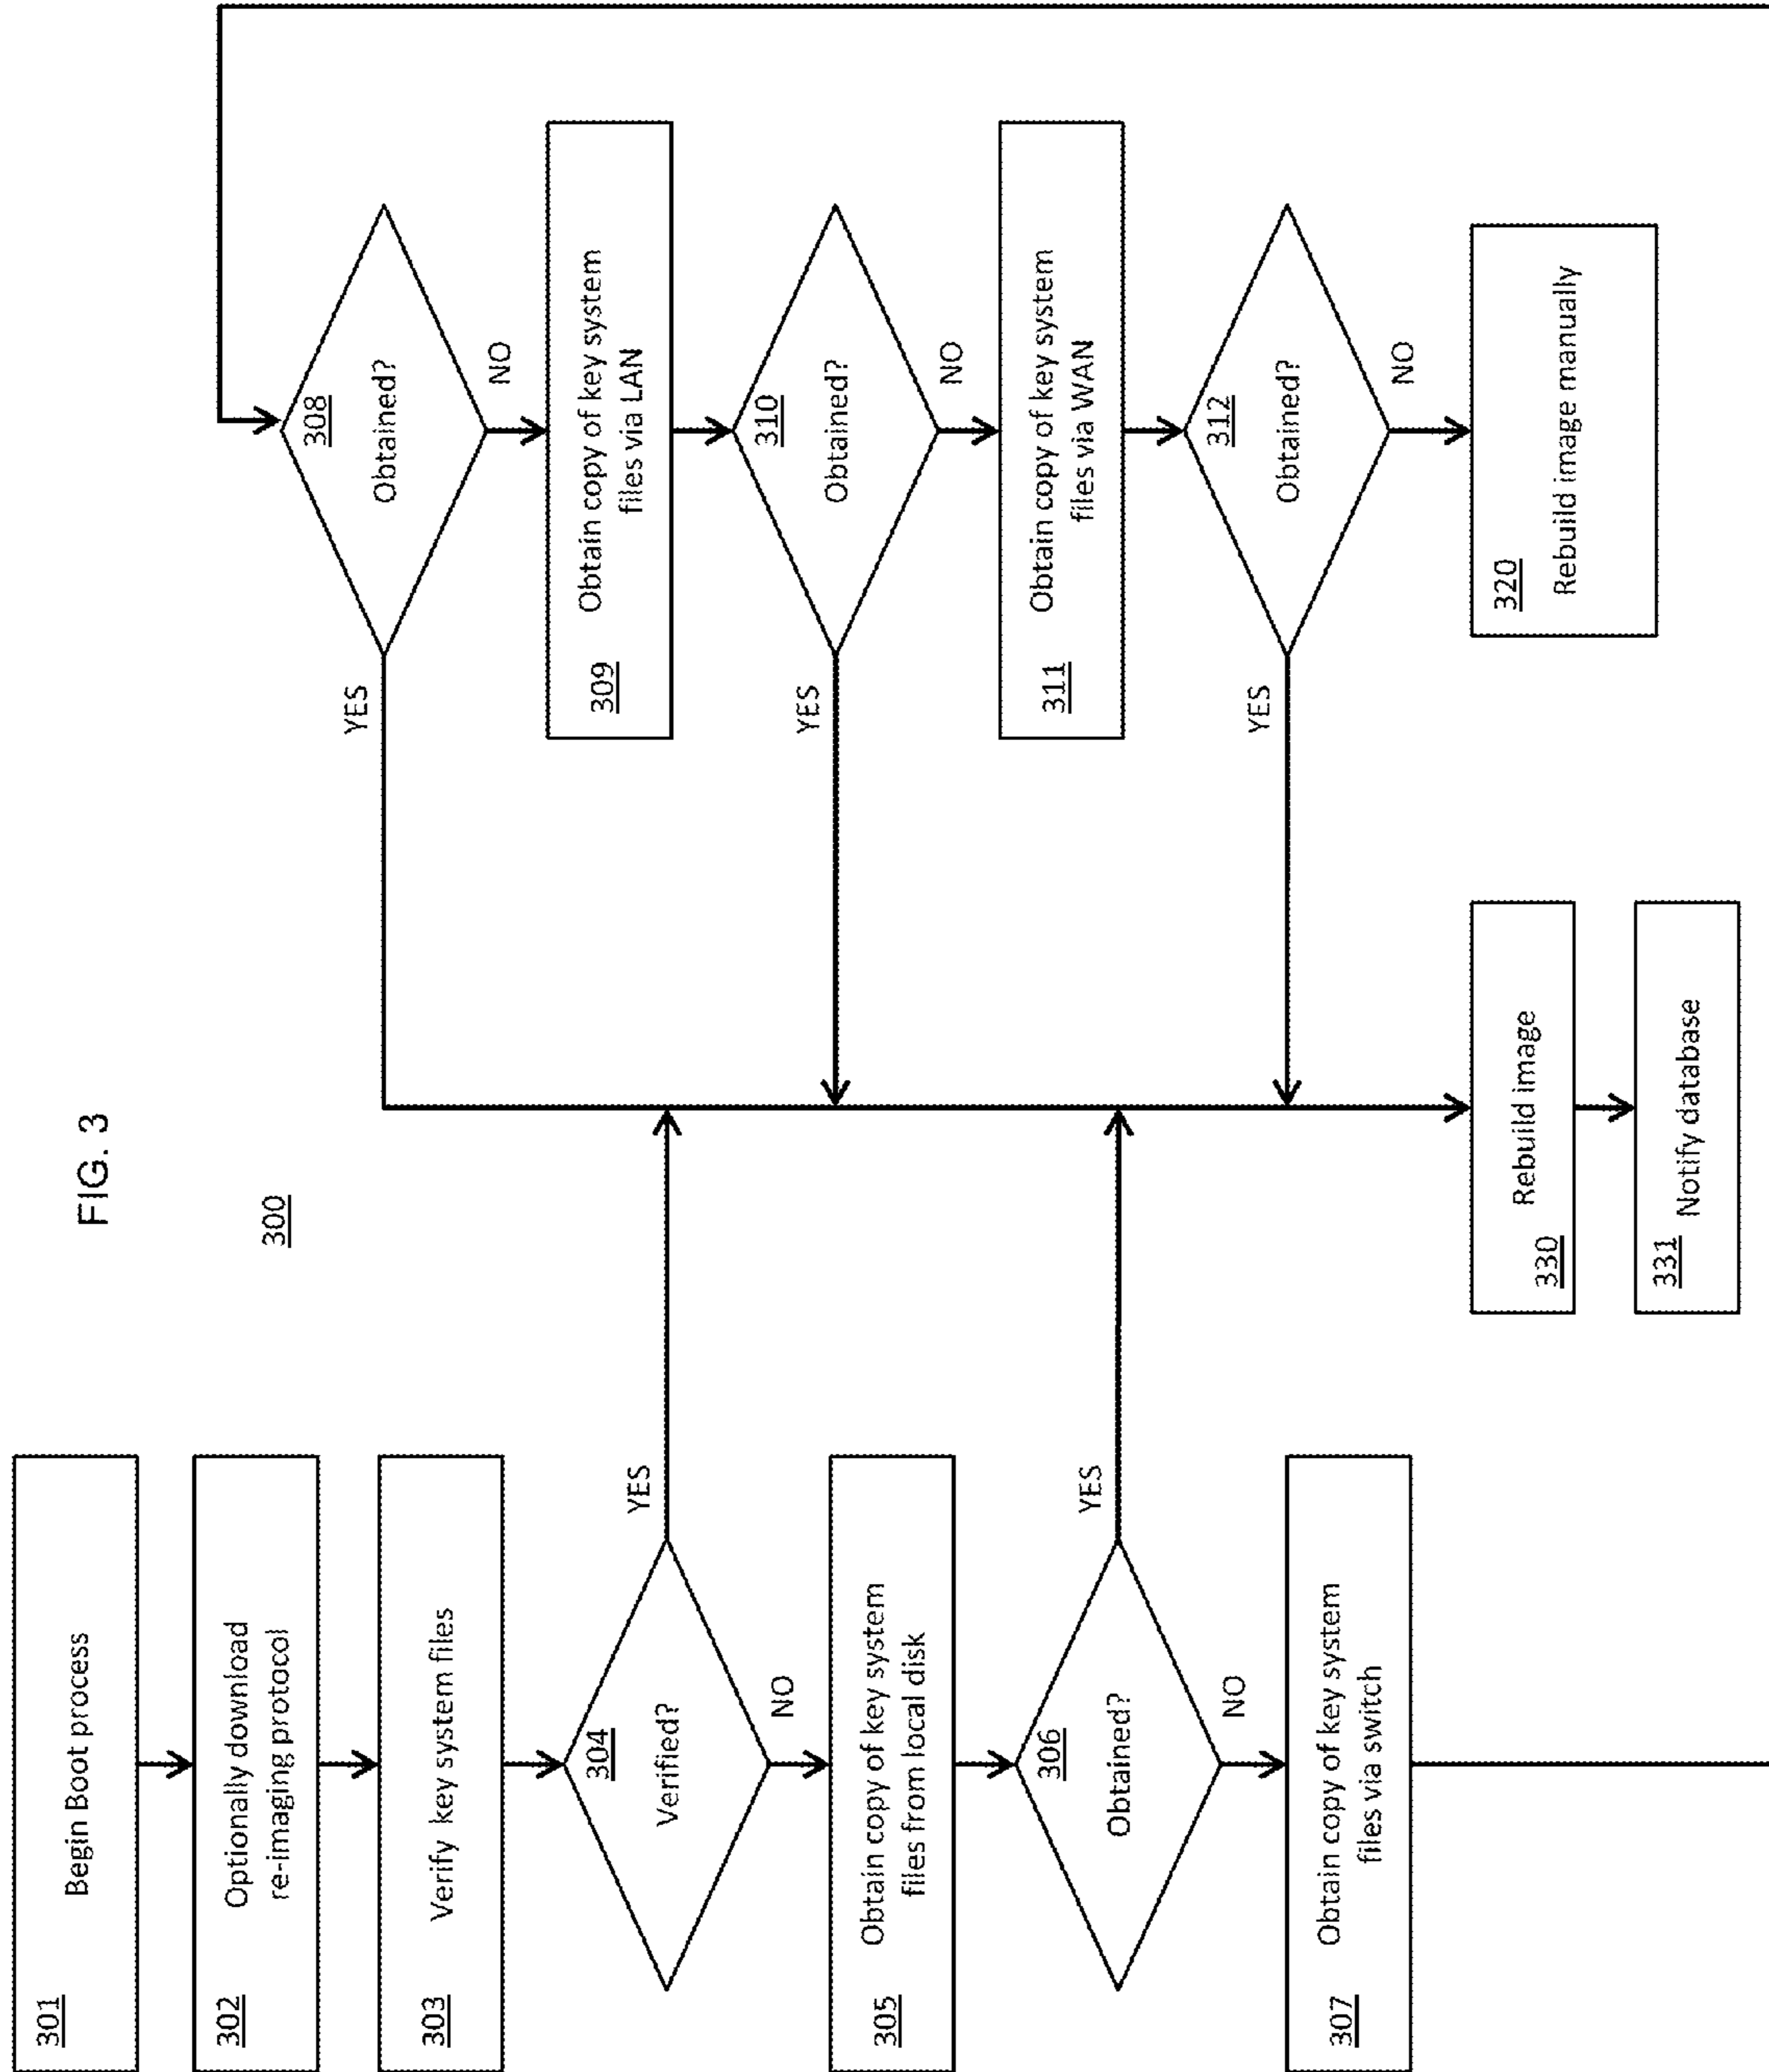 FIG. 3
300
301
Begin Boot process
302
Optionally download
re-imaging protocol
303
Verify key system files
304
Verified?
YES
NO
305
Obtain copy of key system
files from local disk
306
Obtained?
YES
NO
307
Obtain copy of key system
files via switch
308
Obtained?
YES
NO
309
Obtain copy of key system
files via LAN
310
Obtained?
YES
NO
311
Obtain copy of key system
files via WAN
312
Obtained?
YES
NO
320
Rebuild image manually
330
Rebuild image
331
Notify database